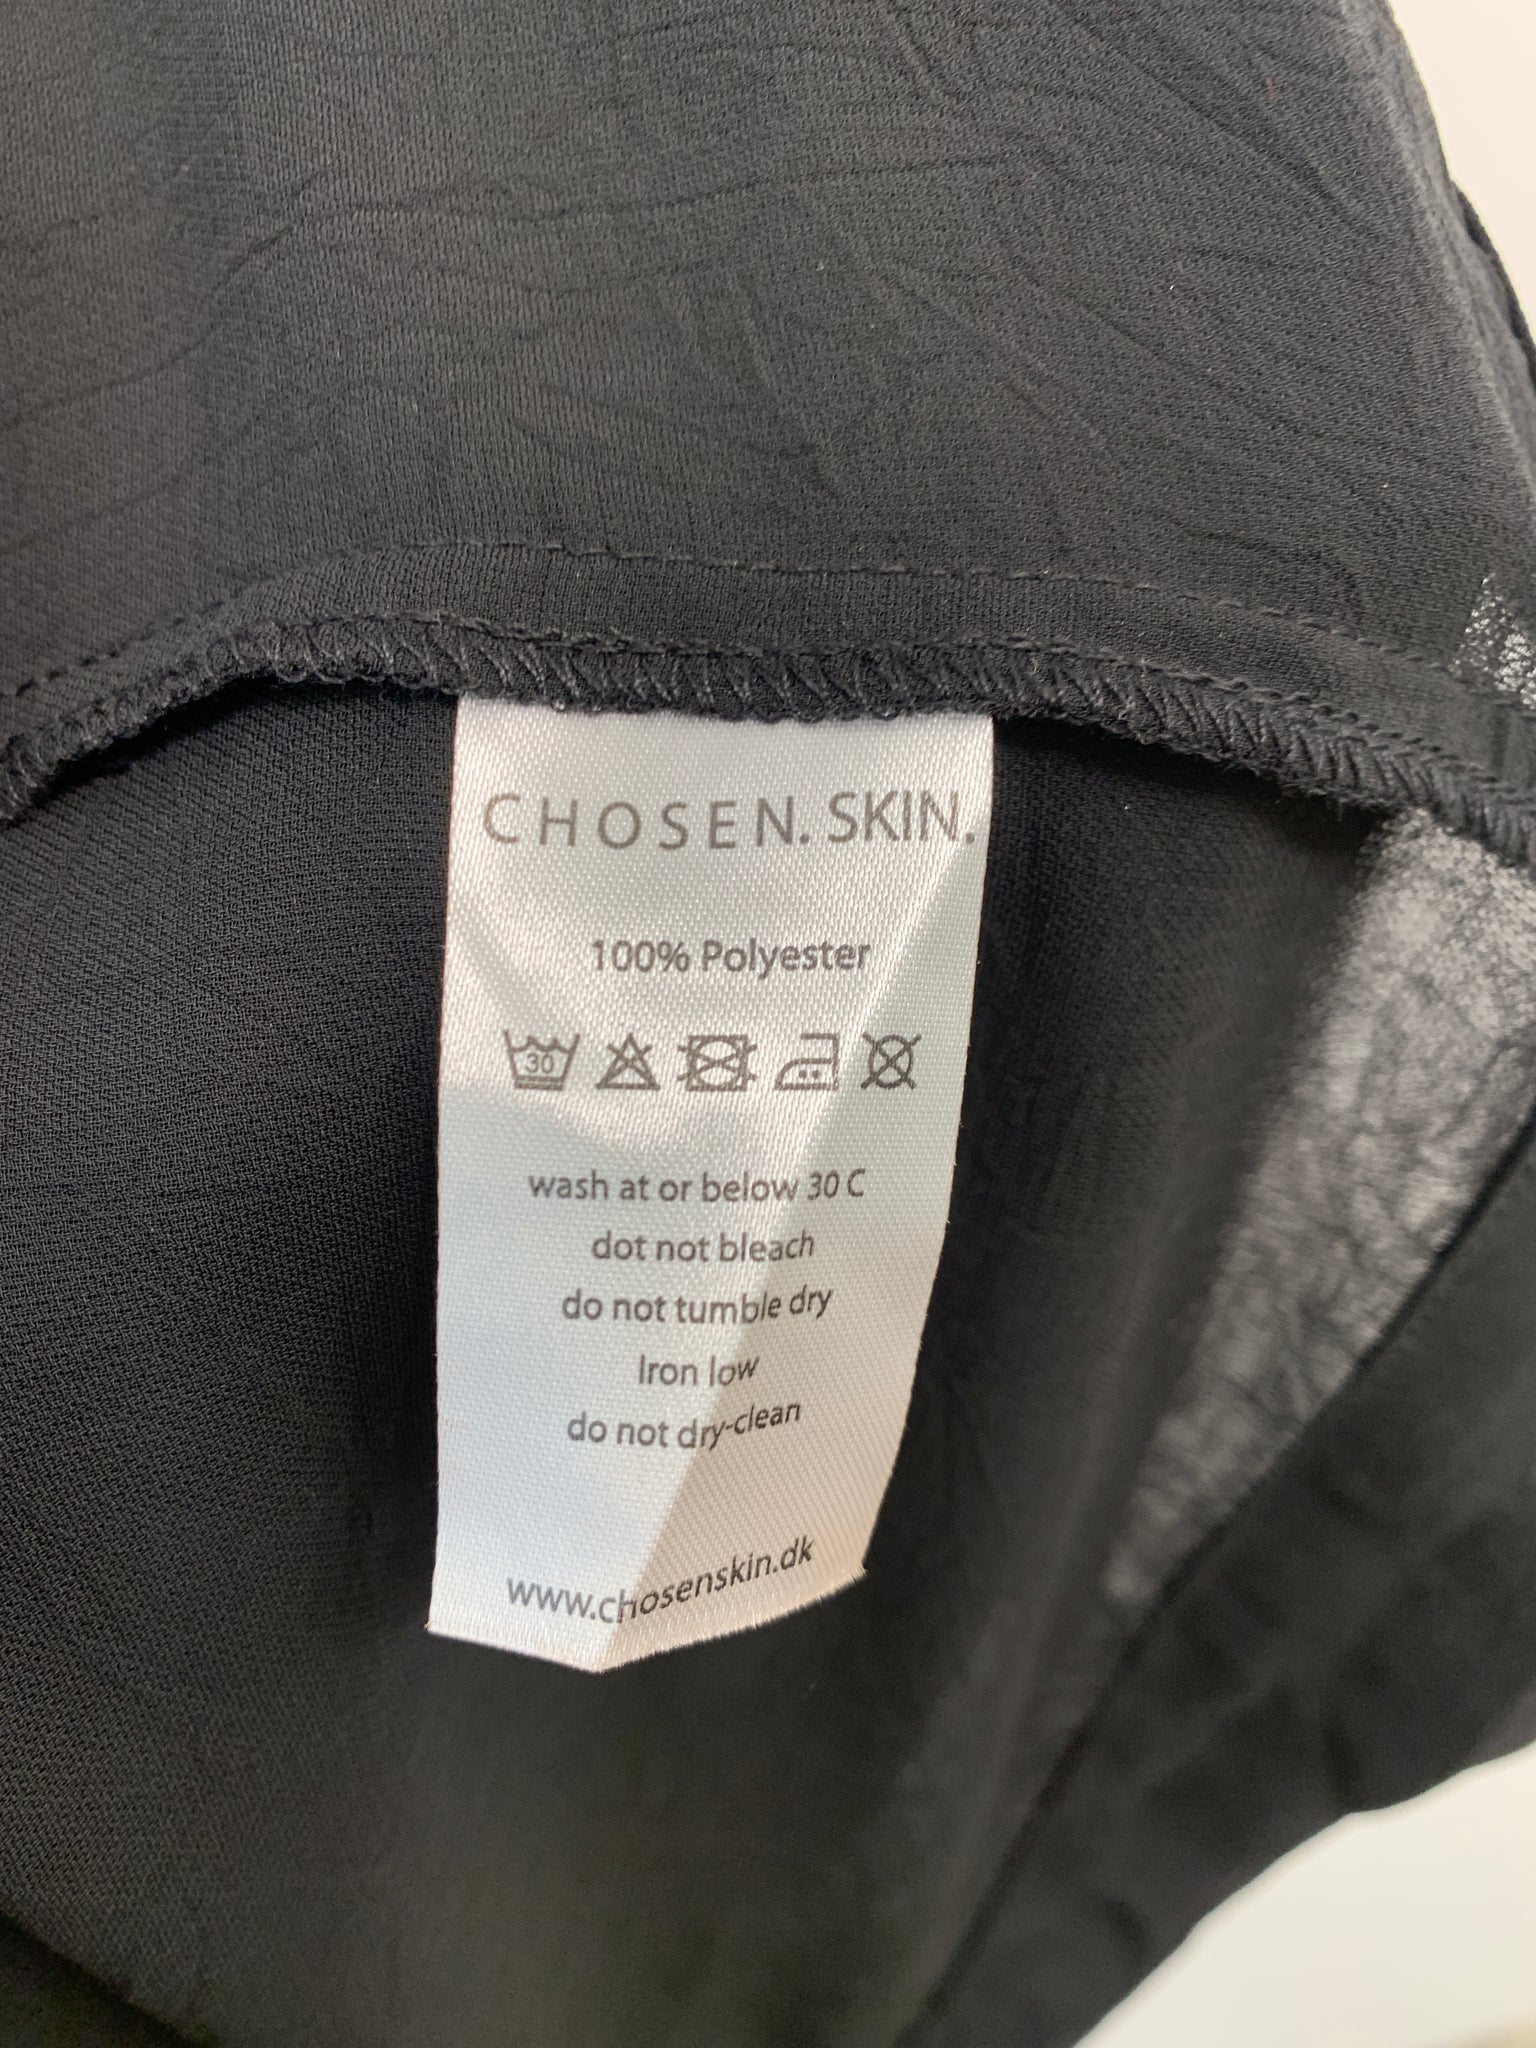 CHOSEN. SKIN.
100% Polyester
30
wash at or below 30 C
dot not bleach
do not tumble dry
Iron low
do not dry-clean
www.chosenskin.dk